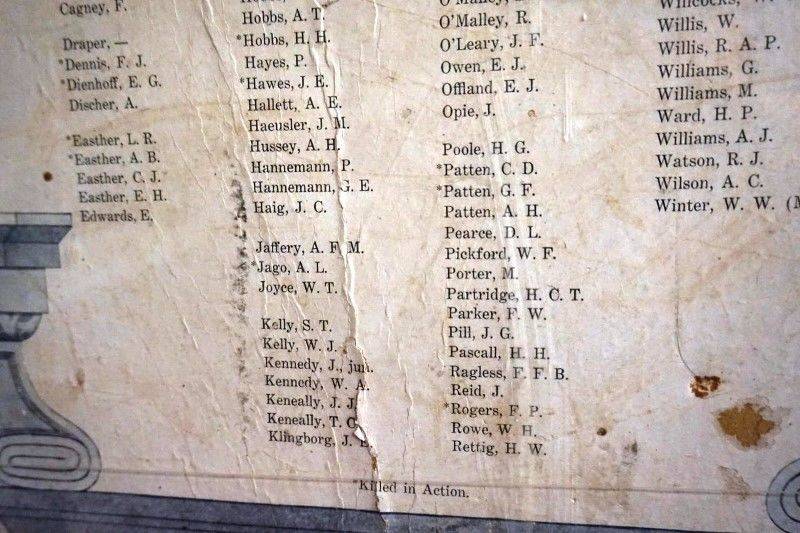 Cagney, F.
Draper, —
*Dennis, F. J.
*Dienhoff, E. G.
Discher, A.
*Easther, L. R.
*Easther, A. B.
Easther, C. J.
Easther, E. H.
Edwards, E.
Hobbs, A. T.
*Hobbs, H. H.
Hayes, P.
*Hawes, J. E.
Hallett, A. E.
Haeusler, J. M.
Hussey, A. H.
Hannemann, P.
Hannemann, G. E.
Haig, J. C.
Jaffery, A. F. M.
*Jago, A. L.
Joyce, W. T.
Kelly, S. T.
Kelly, W. J.
Kennedy, J., jun.
Kennedy, W. A.
Keneally, J. J.
Keneally, T. C.
Klingborg, J. E.
O'Malley,
O'Malley, R.
O'Leary, J. F.
Owen, E. J.
Offland, E. J.
Opie, J.
Poole, H. G.
*Patten, C. D.
*Patten, G. F.
Patten, A. H.
Pearce, D. L.
Pickford, W. F.
Porter, M.
Partridge, H. C. T.
Parker, F. W.
Pill, J. G.
Pascall, H. H.
Ragless, F. F. B.
Reid, J.
*Rogers, F. P.
Rowe, W. H.
Rettig, H. W.
Willis, W.
Willis, R. A. P.
Williams, G.
Williams, M.
Ward, H. P.
Williams, A. J.
Watson, R. J.
Wilson, A. C.
Winter, W. W. (M
*Killed in Action.